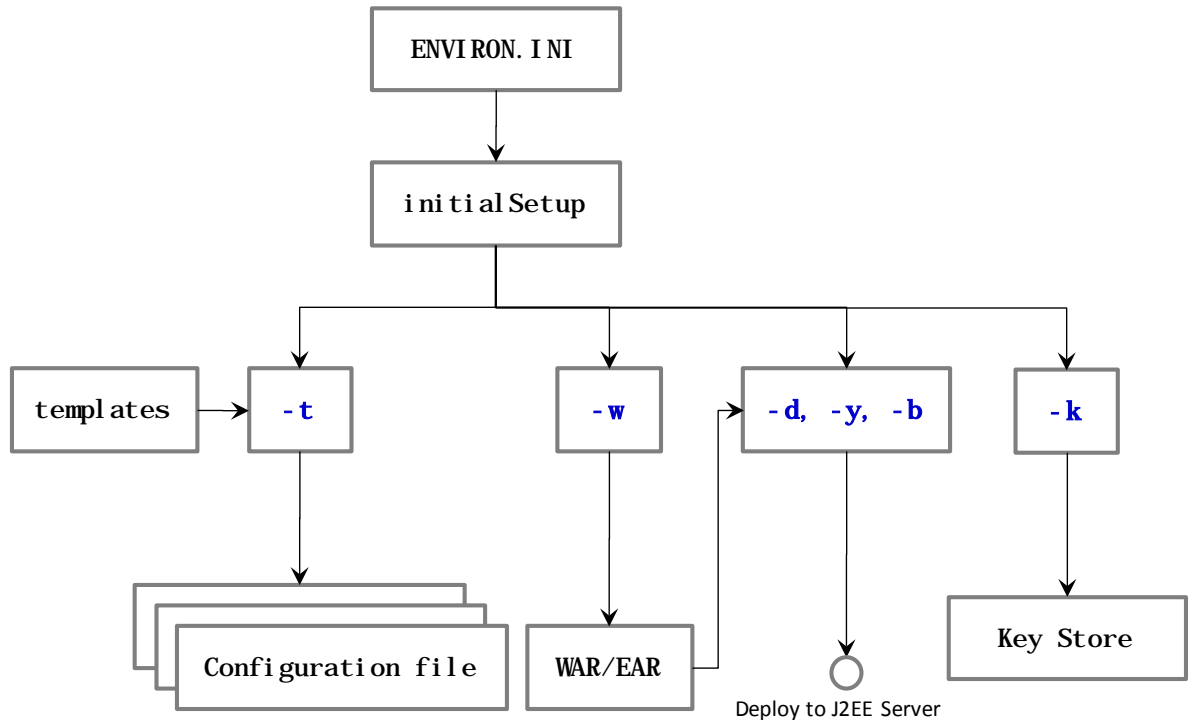 ENVIRON.INI
initialSetup
templates
-t
-w
-d, -y, -b
-k
Configuration file
WAR/EAR
Key Store
Deploy to J2EE Server